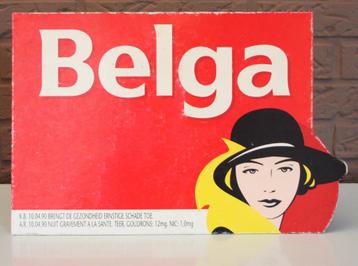 Belga
K.B. 10.04.90 BRENGT DE GEZONDHEID ERNSTIGE SCHADE TOE.
A.R. 10.04.90 NUIT GRAVEMENT A LA SANTE. TEER, GOUDRONS: 12mg, NIC: 1,0mg